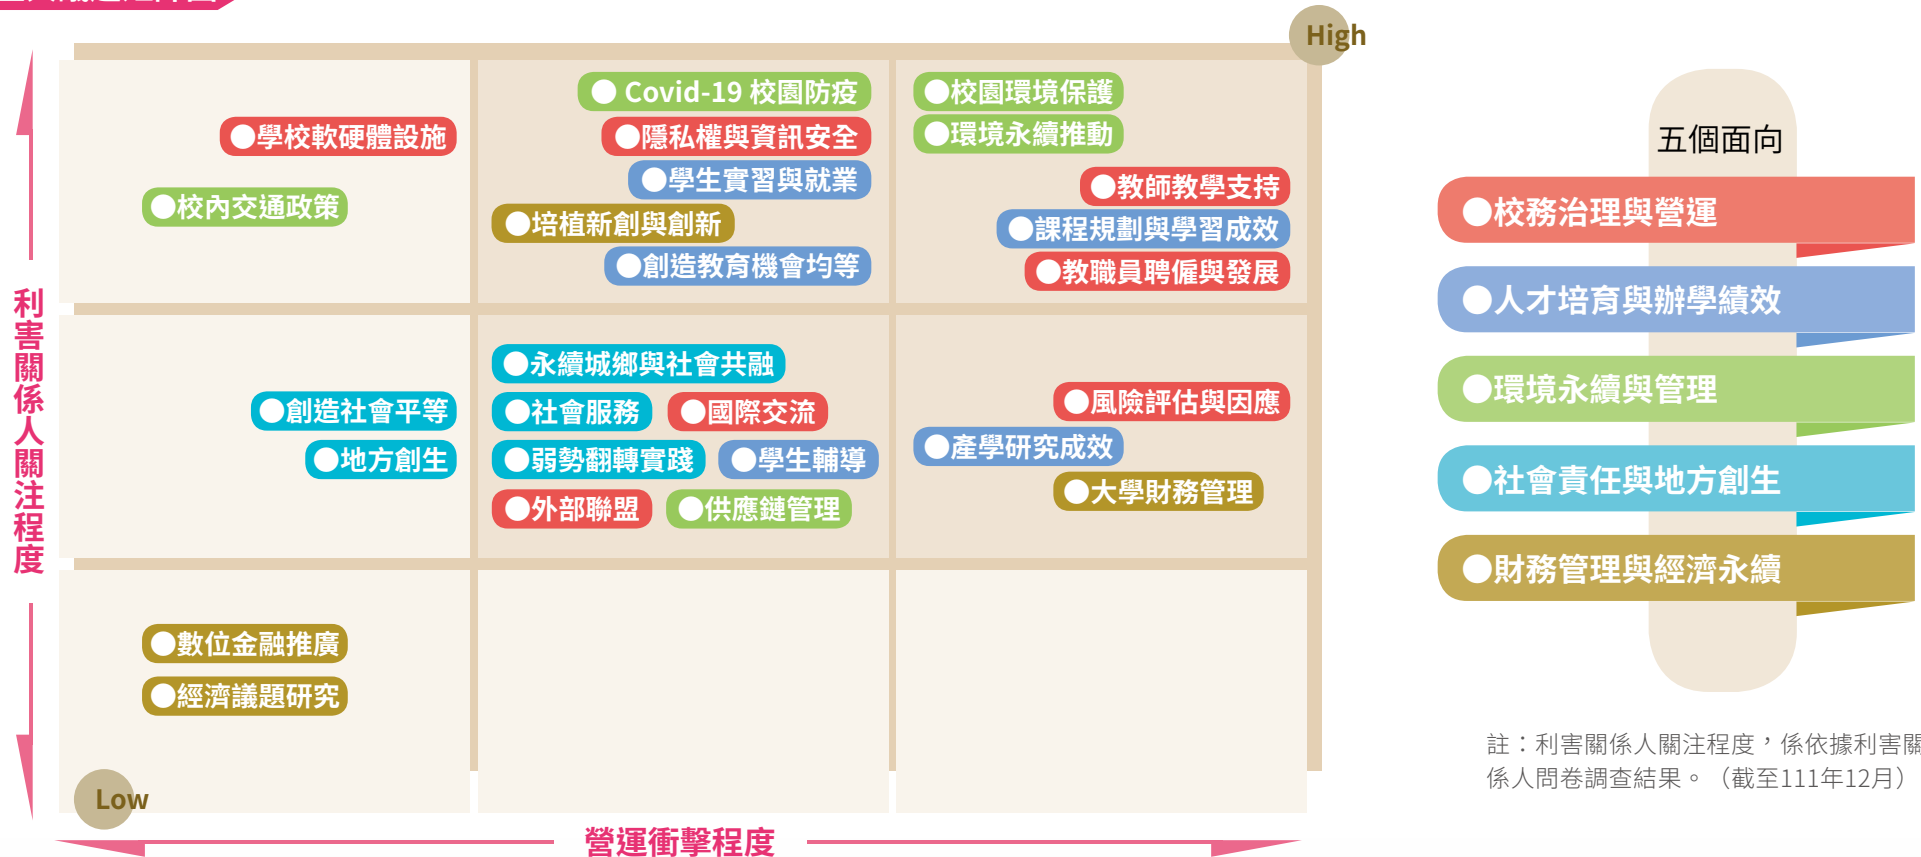 High
●學校軟硬體設施
●校內交通政策
● Covid-19 校園防疫
●隱私權與資訊安全
●學生實習與就業
●培植新創與創新
●創造教育機會均等
●校園環境保護
●環境永續推動
●教師教學支持
●課程規劃與學習成效
●教職員聘僱與發展
●創造社會平等
●地方創生
●永續城鄉與社會共融
●社會服務 ●國際交流
●弱勢翻轉實踐 ●學生輔導
●外部聯盟 ●供應鏈管理
●風險評估與因應
●產學研究成效
●大學財務管理
●數位金融推廣
●經濟議題研究
Low
利害關係人關注程度
營運衝擊程度
五個面向
●校務治理與營運
●人才培育與辦學績效
●環境永續與管理
●社會責任與地方創生
●財務管理與經濟永續
註：利害關係人關注程度，係依據利害關
係人問卷調查結果。（截至111年12月）